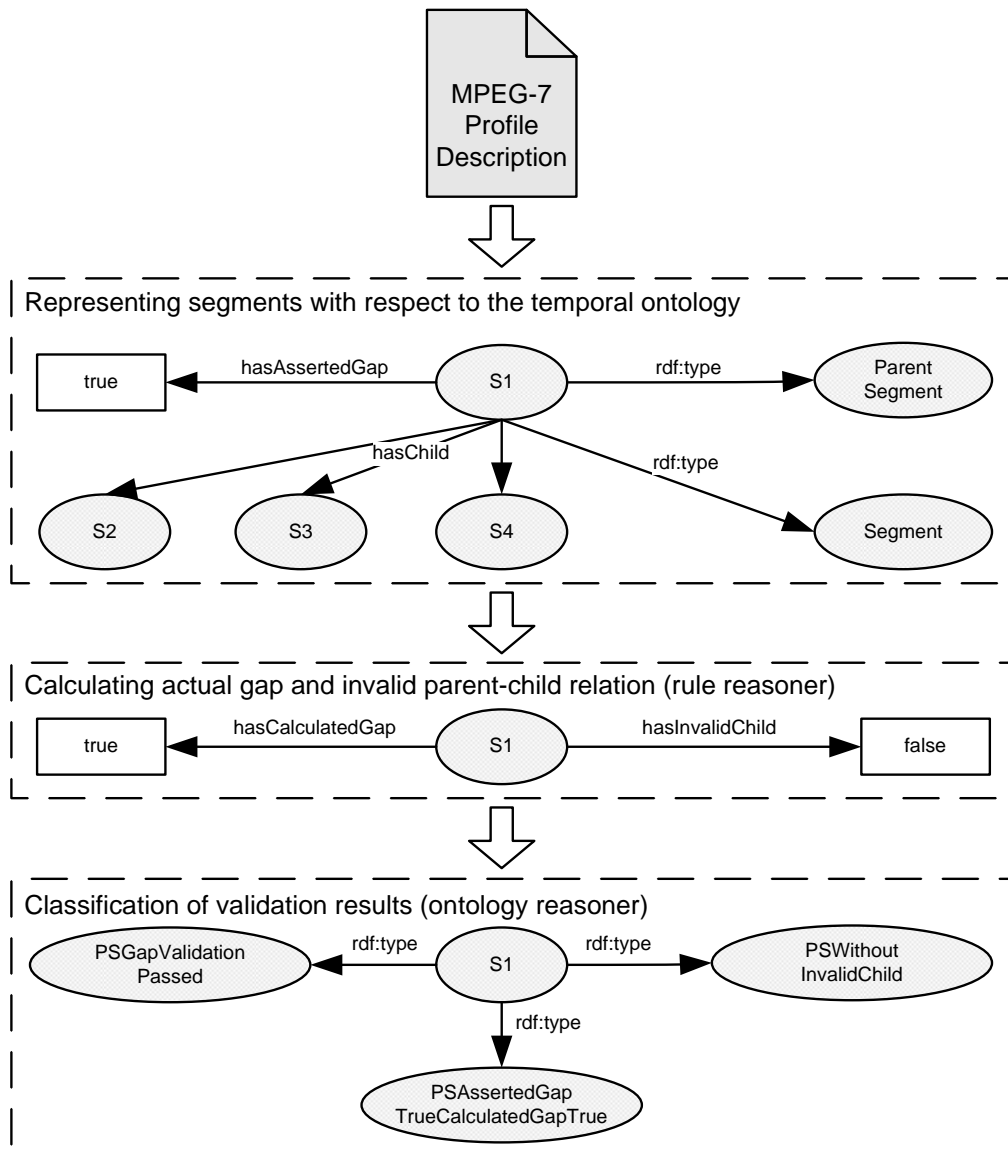 MPEG-7
Profile
Description
Representing segments with respect to the temporal ontology
true
hasAssertedGap
S1
rdf:type
Parent
Segment
hasChild
rdf:type
S2
S3
S4
Segment
Calculating actual gap and invalid parent-child relation (rule reasoner)
true
hasCalculatedGap
S1
hasInvalidChild
false
Classification of validation results (ontology reasoner)
PSGapValidation
Passed
rdf:type
S1
rdf:type
PSWithout
InvalidChild
rdf:type
PSAssertedGap
TrueCalculatedGapTrue